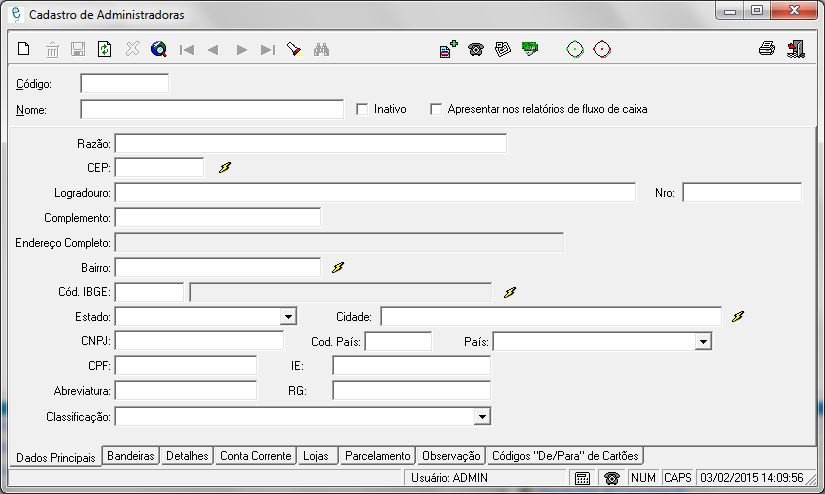 Cadastro de Administradoras
Código:
Nome: Inativo Apresentar nos relatórios de fluxo de caixa
Razão:
CEP:
Logradouro: Nro:
Complemento:
Endereço Completo:
Bairro:
Cód. IBGE:
Estado: Cidade:
CNPJ: Cod. País: País:
CPF: IE:
Abreviatura: RG:
Classificação:
Dados Principais Bandeiras Detalhes Conta Corrente Lojas Parcelamento Observação Códigos "De/Para" de Cartões
Usuário: ADMIN NUM CAPS 03/02/2015 14:09:56